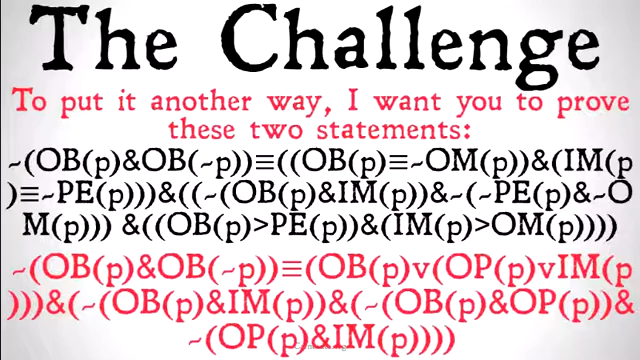 The Challenge
To put it another way, I want you to prove
these two statements:
~(OB(p)&OB(~p))≡((OB(p)≡~OM(p))&(IM(p
)≡~PE(p)))&((~(OB(p)&IM(p))&~(~PE(p)&~O
M(p))) &((OB(p)>PE(p))&(IM(p)>OM(p))))
~(OB(p)&OB(~p))≡(OB(p)v(OP(p)vIM(p
)))&(~(OB(p)&IM(p))&(~(OB(p)&OP(p))&
~(OP(p)&IM(p))))